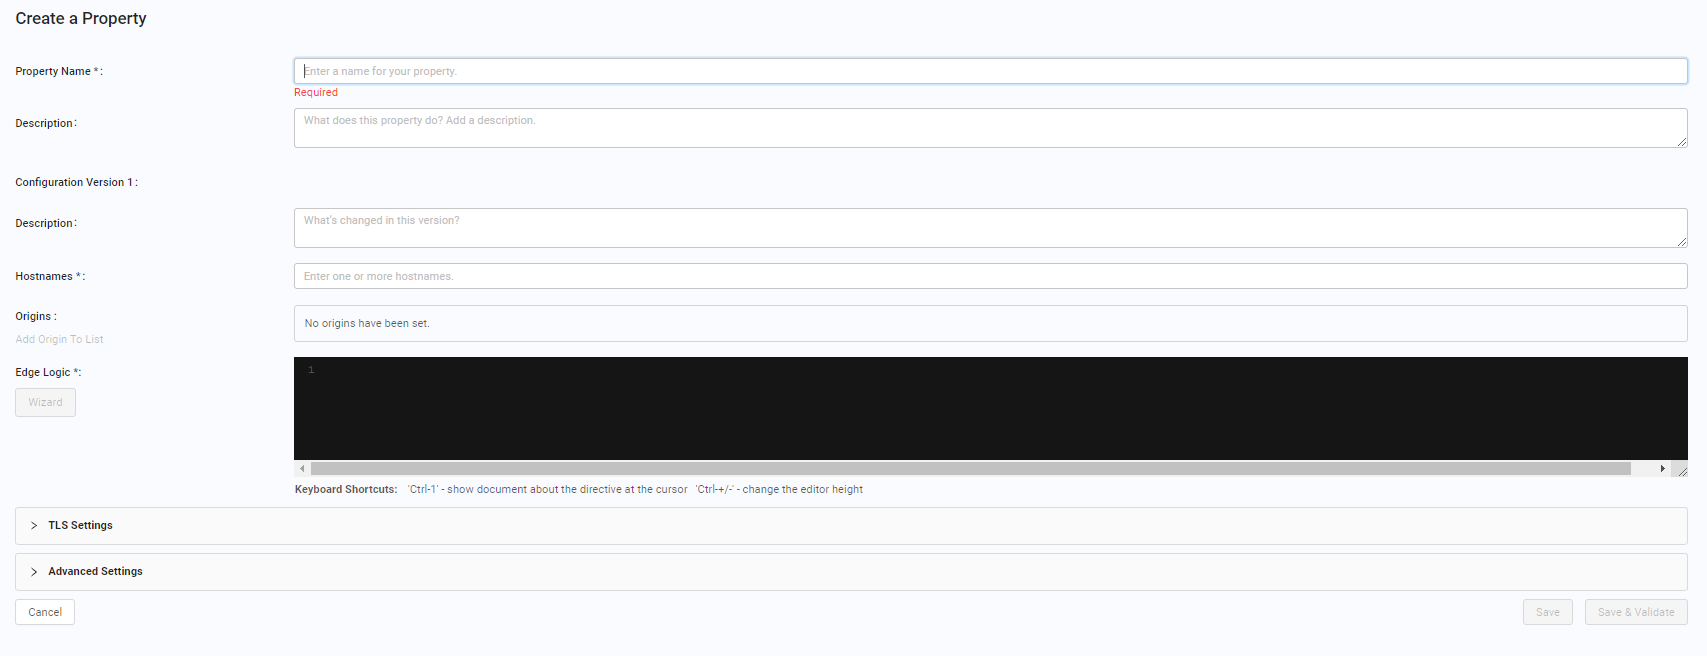 Create a Property
Property Name *:
Enter a name for your property.
Required
Description:
What does this property do? Add a description.
Configuration Version 1:
Description:
What's changed in this version?
Hostnames *:
Enter one or more hostnames.
Origins :
No origins have been set.
Add Origin To List
Edge Logic *:
1
Wizard
Keyboard Shortcuts: 'Ctrl-1' - show document about the directive at the cursor 'Ctrl-+/-' - change the editor height
TLS Settings
Advanced Settings
Cancel
Save
Save & Validate